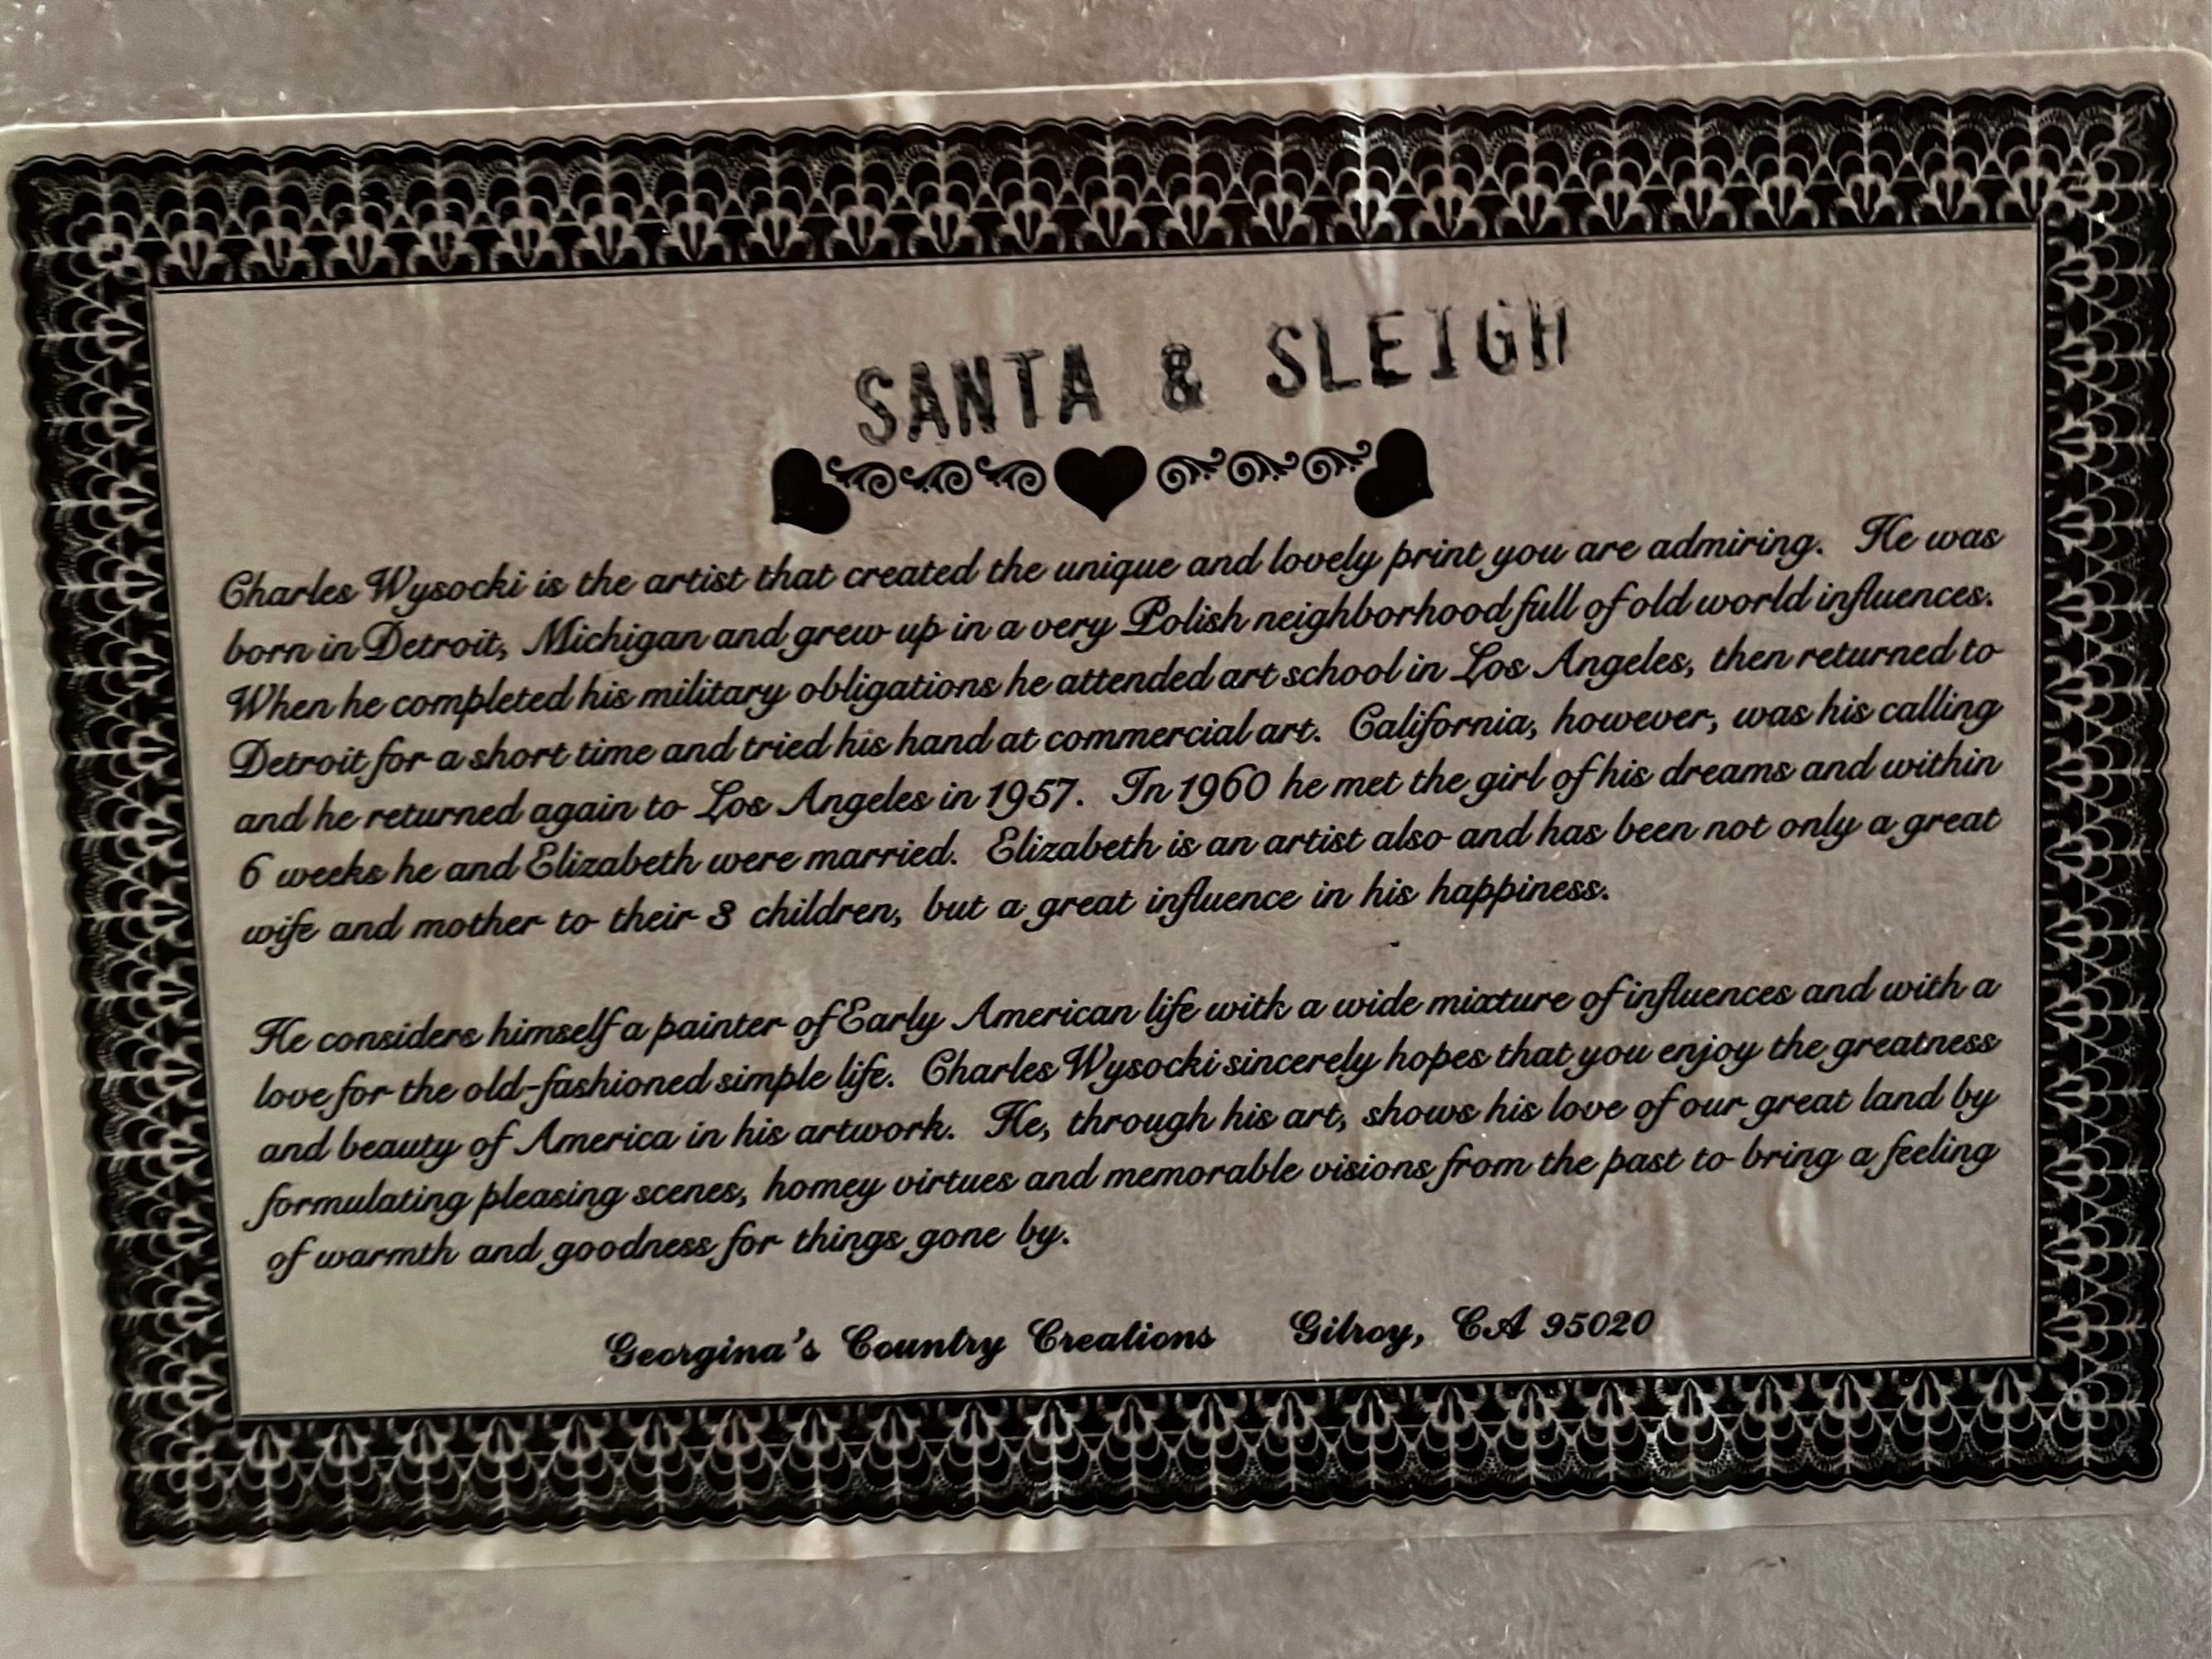 SANTA & SLEIGH
Charles Wysocki is the artist that created the unique and lovely print you are admiring. He was
born in Detroit, Michigan and grew up in a very Polish neighborhood full of old world influences.
When he completed his military obligations he attended art school in Los Angeles, then returned to
Detroit for a short time and tried his hand at commercial art. California, however, was his calling
and he returned again to Los Angeles in 1957. In 1960 he met the girl of his dreams and within
6 weeks he and Elizabeth were married. Elizabeth is an artist also and has been not only a great
wife and mother to their 3 children, but a great influence in his happiness.
He considers himself a painter of Early American life with a wide mixture of influences and with a
love for the old-fashioned simple life. Charles Wysocki sincerely hopes that you enjoy the greatness
and beauty of America in his artwork. He, through his art, shows his love of our great land by
formulating pleasing scenes, homey virtues and memorable visions from the past to bring a feeling
of warmth and goodness for things gone by.
Georgina's Country Creations Gilroy, CA 95020